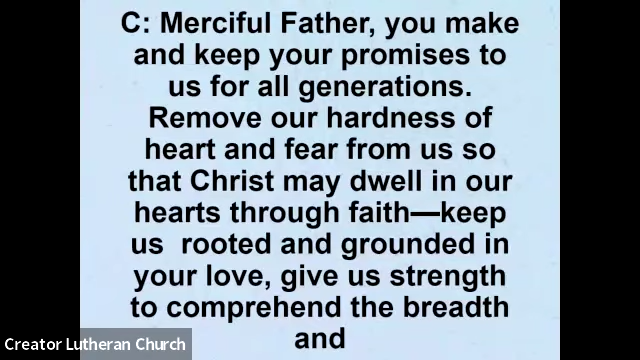 C: Merciful Father, you make
and keep your promises to
us for all generations.
Remove our hardness of
heart and fear from us so
that Christ may dwell in our
hearts through faith—keep
us  rooted and grounded in
your love, give us strength
to comprehend the breadth
and
Creator Lutheran Church